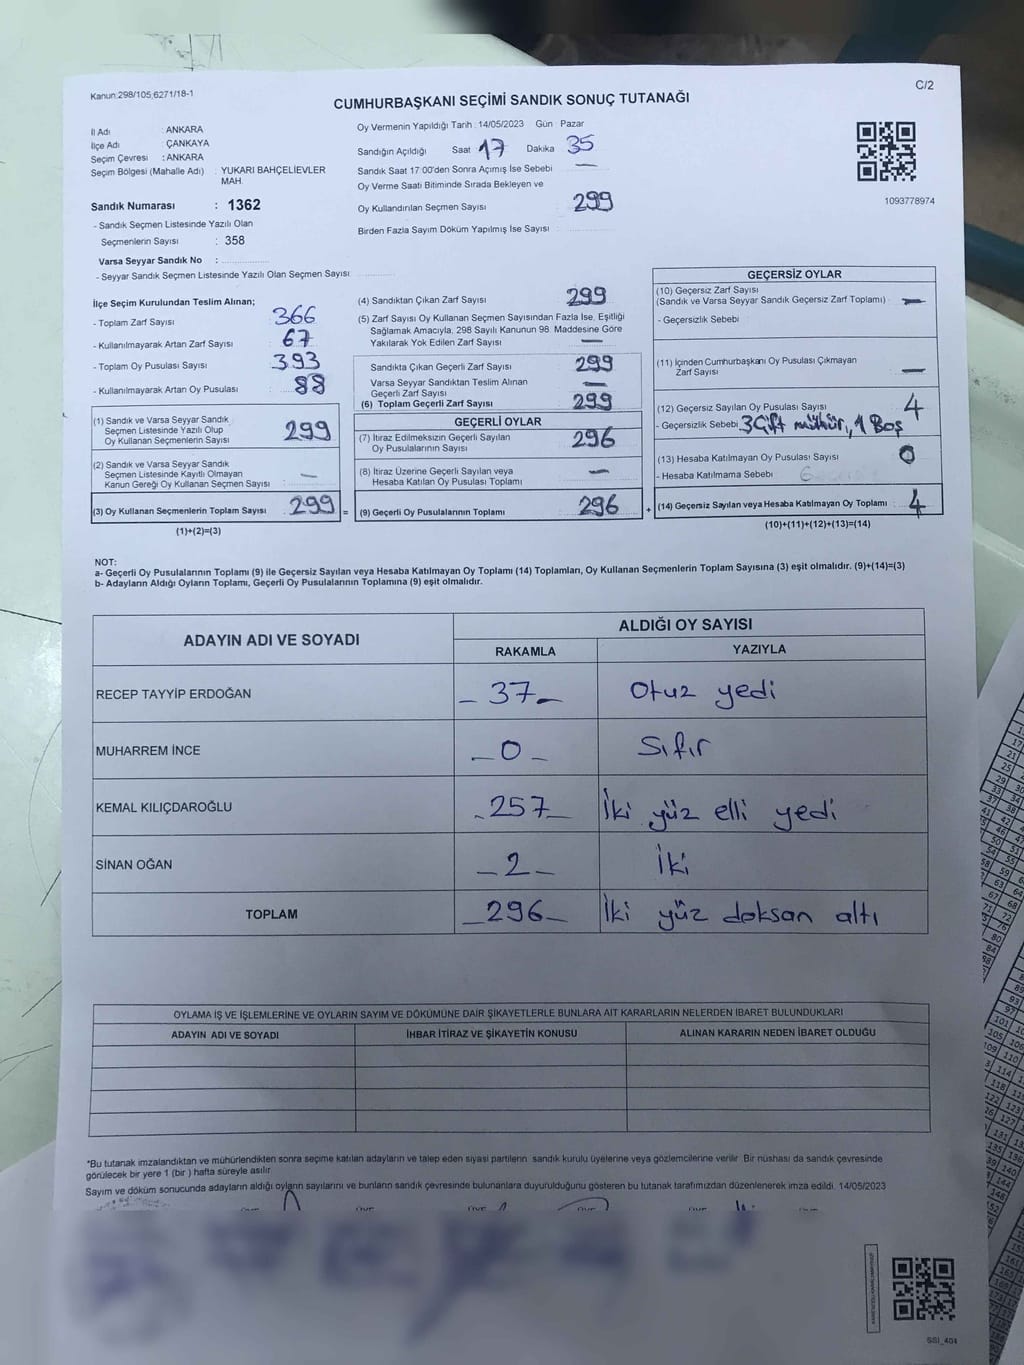 Kanun:298/105;6271/18-1
C/2
CUMHURBAŞKANI SEÇİMİ SANDIK SONUÇ TUTANAĞI
İl Adı : ANKARA
İlçe Adı : ÇANKAYA
Seçim Çevresi : ANKARA
Seçim Bölgesi (Mahalle Adı) : YUKARI BAHÇELİEVLER
MAH.
Sandık Numarası : 1362
- Sandık Seçmen Listesinde Yazılı Olan
Seçmenlerin Sayısı : 358
Varsa Seyyar Sandık No :
- Seyyar Sandık Seçmen Listesinde Yazılı Olan Seçmen Sayısı
Oy Vermenin Yapıldığı Tarih : 14/05/2023 Gün : Pazar
Sandığın Açıldığı Saat 17 Dakika 35
Sandık Saat 17:00'den Sonra Açımış İse Sebebi —
Oy Verme Saati Bitiminde Sırada Bekleyen ve
Oy Kullandırılan Seçmen Sayısı 299
Birden Fazla Sayım Döküm Yapılmış İse Sayısı
1093778974
İlçe Seçim Kurulundan Teslim Alınan;
- Toplam Zarf Sayısı 366
- Kullanılmayarak Artan Zarf Sayısı 67
- Toplam Oy Pusulası Sayısı 393
- Kullanılmayarak Artan Oy Pusulası 88
(1) Sandık ve Varsa Seyyar Sandık
Seçmen Listesinde Yazılı Olup
Oy Kullanan Seçmenlerin Sayısı 299
(2) Sandık ve Varsa Seyyar Sandık
Seçmen Listesinde Kayıtlı Olmayan
Kanun Gereği Oy Kullanan Seçmen Sayısı —
(3) Oy Kullanan Seçmenlerin Toplam Sayısı 299 =
(1)+(2)=(3)
(4) Sandıktan Çıkan Zarf Sayısı 299
(5) Zarf Sayısı Oy Kullanan Seçmen Sayısından Fazla İse, Eşitliği
Sağlamak Amacıyla, 298 Sayılı Kanunun 98. Maddesine Göre
Yakılarak Yok Edilen Zarf Sayısı —
Sandıkta Çıkan Geçerli Zarf Sayısı 299
Varsa Seyyar Sandıktan Teslim Alınan
Geçerli Zarf Sayısı —
(6) Toplam Geçerli Zarf Sayısı 299
GEÇERLİ OYLAR
(7) İtiraz Edilmeksizin Geçerli Sayılan
Oy Pusulalarının Sayısı 296
(8) İtiraz Üzerine Geçerli Sayılan veya
Hesaba Katılan Oy Pusulası Toplamı —
(9) Geçerli Oy Pusulalarının Toplamı 296 +
GEÇERSİZ OYLAR
(10) Geçersiz Zarf Sayısı
(Sandık ve Varsa Seyyar Sandık Geçersiz Zarf Toplamı) —
- Geçersizlik Sebebi
(11) İçinden Cumhurbaşkanı Oy Pusulası Çıkmayan
Zarf Sayısı —
(12) Geçersiz Sayılan Oy Pusulası Sayısı 4
- Geçersizlik Sebebi 3 Çift mühür, 1 Boş
(13) Hesaba Katılmayan Oy Pusulası Sayısı 0
- Hesaba Katılmama Sebebi
(14) Geçersiz Sayılan veya Hesaba Katılmayan Oy Toplamı 4
(10)+(11)+(12)+(13)=(14)
NOT:
a- Geçerli Oy Pusulalarının Toplamı (9) ile Geçersiz Sayılan veya Hesaba Katılmayan Oy Toplamı (14) Toplamları, Oy Kullanan Seçmenlerin Toplam Sayısına (3) eşit olmalıdır. (9)+(14)=(3)
b- Adayların Aldığı Oyların Toplamı, Geçerli Oy Pusulalarının Toplamına (9) eşit olmalıdır.
ADAYIN ADI VE SOYADI
ALDIĞI OY SAYISI
RAKAMLA YAZIYLA
RECEP TAYYİP ERDOĞAN – 37 – Otuz yedi
MUHARREM İNCE – 0 – Sıfır
KEMAL KILIÇDAROĞLU – 257 – İki yüz elli yedi
SİNAN OĞAN – 2 – İki
TOPLAM – 296 – İki yüz doksan altı
OYLAMA İŞ VE İŞLEMLERİNE VE OYLARIN SAYIM VE DÖKÜMÜNE DAİR ŞİKAYETLERLE BUNLARA AİT KARARLARIN NELERDEN İBARET BULUNDUKLARI
ADAYIN ADI VE SOYADI İHBAR İTİRAZ VE ŞİKAYETİN KONUSU ALINAN KARARIN NEDEN İBARET OLDUĞU
*Bu tutanak imzalandıktan ve mühürlendikten sonra seçime katılan adayların ve talep eden siyasi partilerin sandık kurulu üyelerine veya gözlemcilerine verilir. Bir nüshası da sandık çevresinde
görülecek bir yere 1 (bir ) hafta süreyle asılır.
Sayım ve döküm sonucunda adayların aldığı oyların sayılarını ve bunların sandık çevresinde bulunanlara duyurulduğunu gösteren bu tutanak tarafımızdan düzenlenerek imza edildi. 14/05/2023
SSI_404